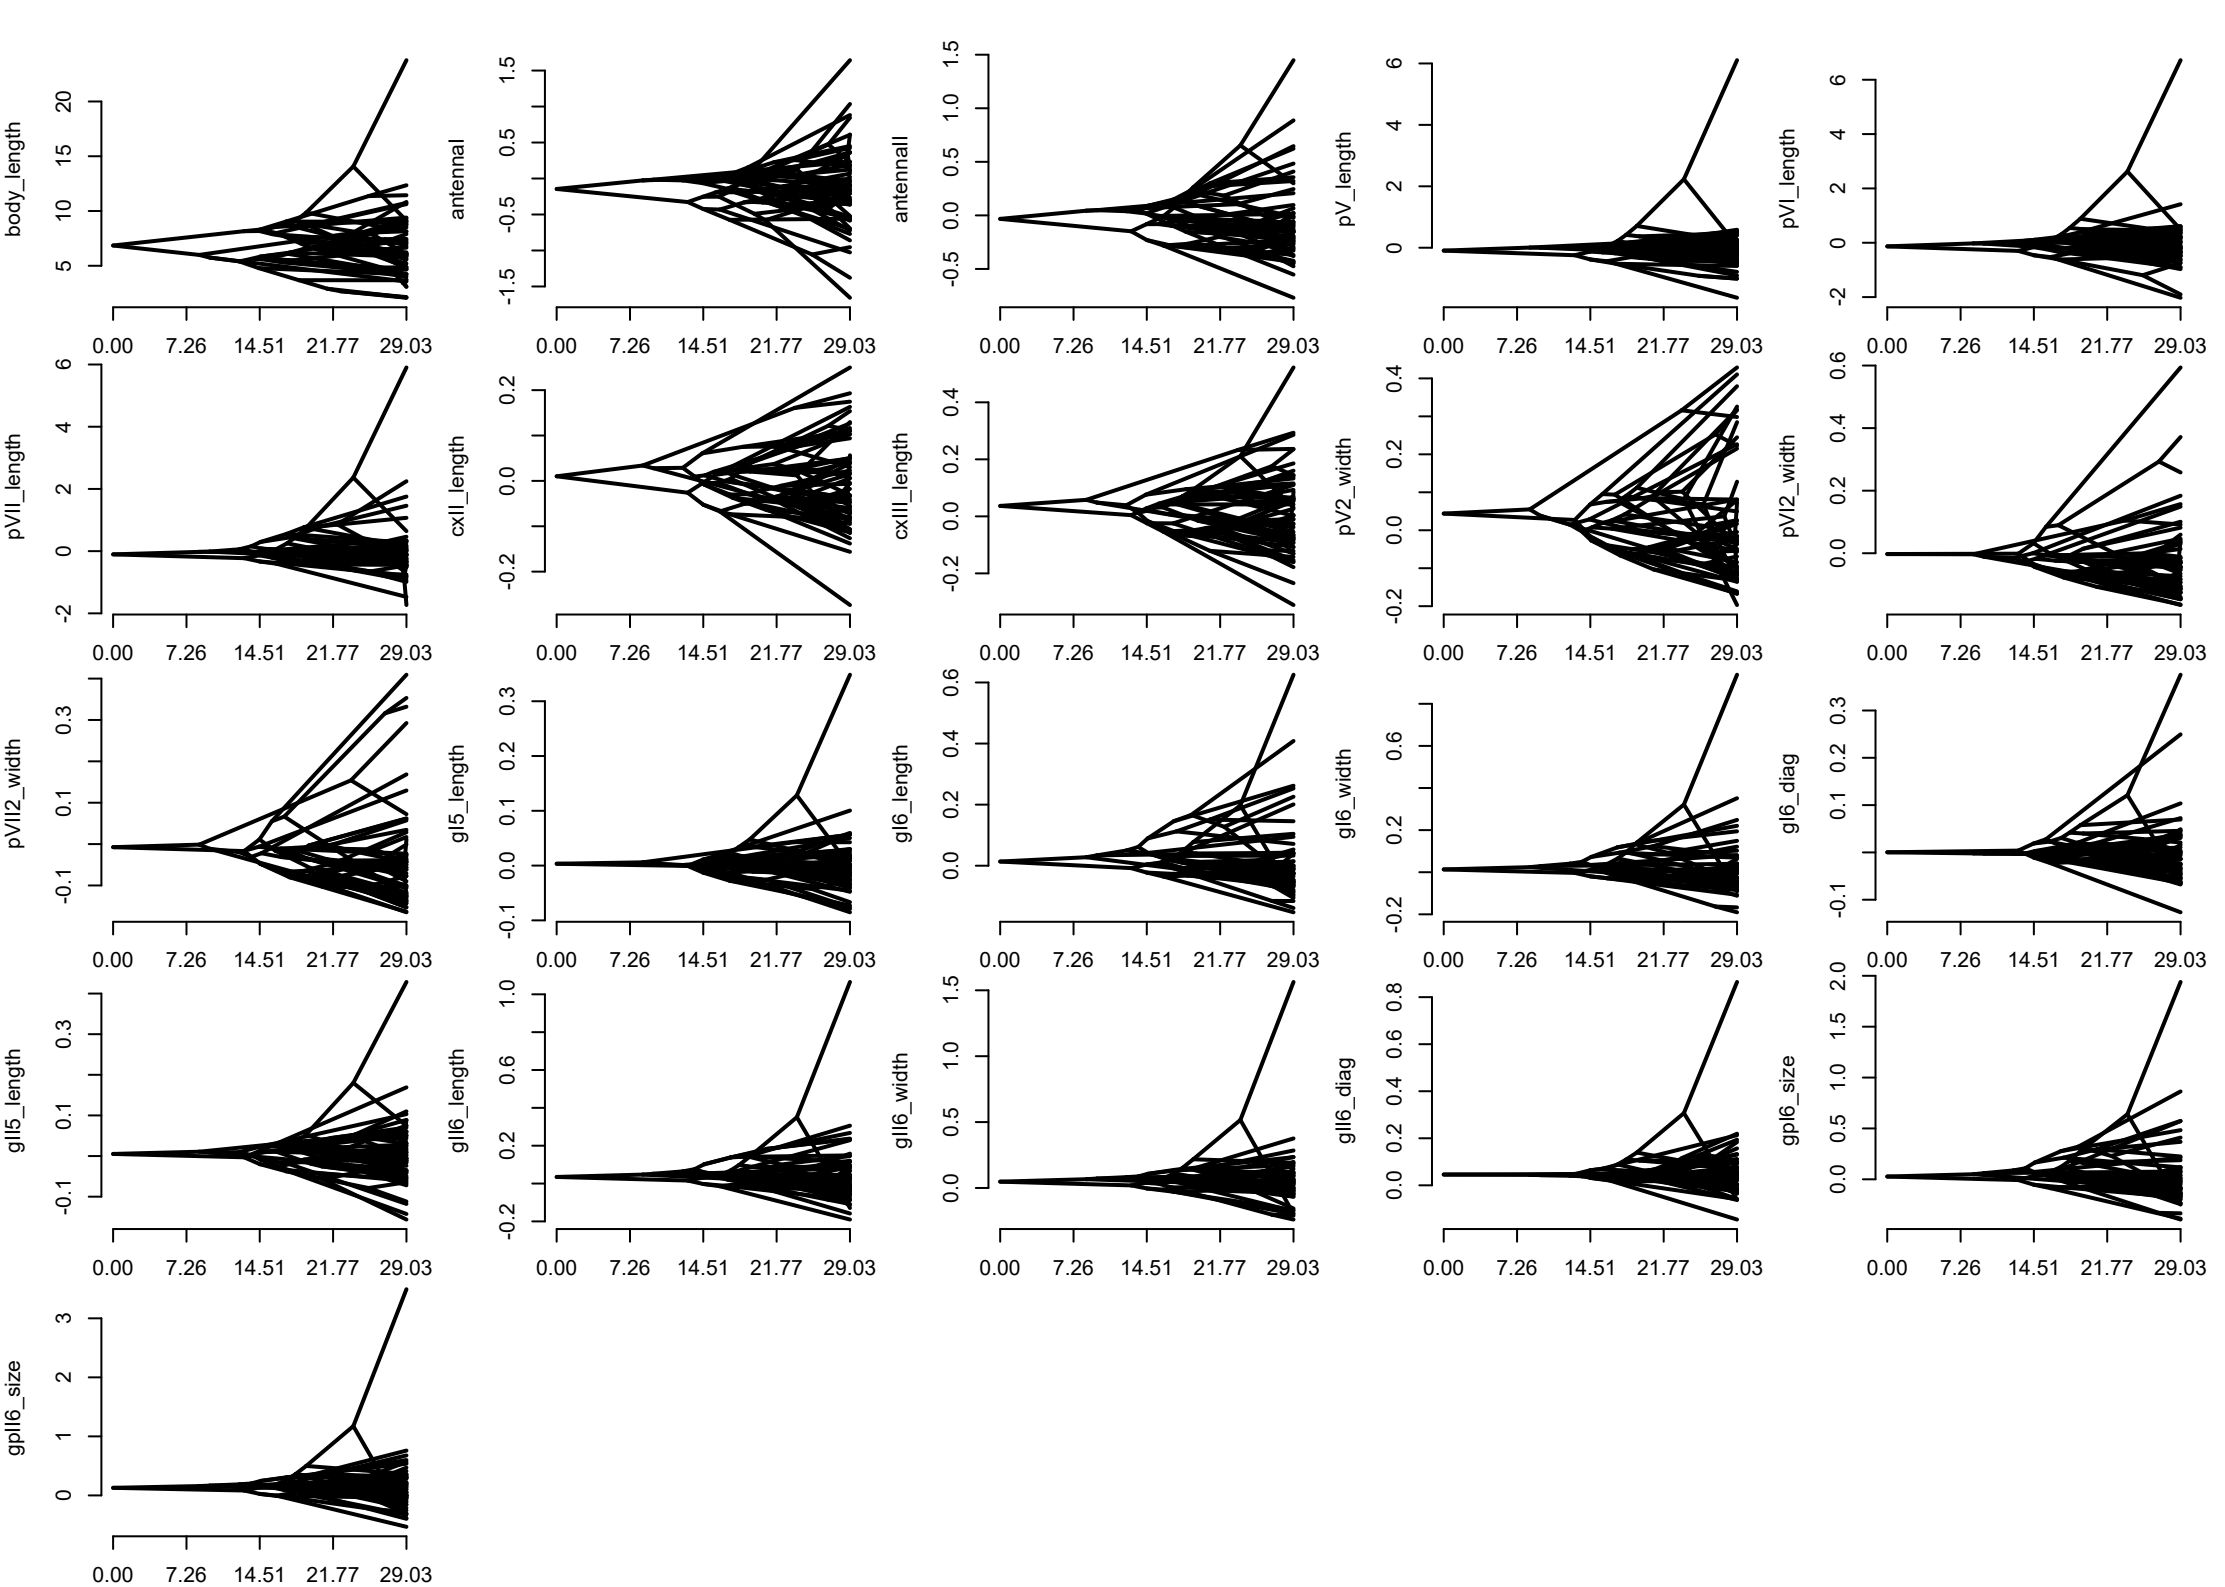 body_length
20
15
10
5
0.00 7.26 14.51 21.77 29.03
antennaI
1.5
0.5
-0.5
-1.5
0.00 7.26 14.51 21.77 29.03
antennaII
1.5
1.0
0.5
0.0
-0.5
0.00 7.26 14.51 21.77 29.03
pV_length
6
4
2
0
0.00 7.26 14.51 21.77 29.03
pVI_length
6
4
2
0
-2
0.00 7.26 14.51 21.77 29.03
pVII_length
6
4
2
0
-2
0.00 7.26 14.51 21.77 29.03
cxII_length
0.2
0.0
-0.2
0.00 7.26 14.51 21.77 29.03
cxIII_length
0.4
0.2
0.0
-0.2
0.00 7.26 14.51 21.77 29.03
pV2_width
0.4
0.2
0.0
-0.2
0.00 7.26 14.51 21.77 29.03
pVI2_width
0.6
0.4
0.2
0.0
0.00 7.26 14.51 21.77 29.03
pVII2_width
0.3
0.1
-0.1
0.00 7.26 14.51 21.77 29.03
gI5_length
0.3
0.2
0.1
0.0
-0.1
0.00 7.26 14.51 21.77 29.03
gI6_length
0.6
0.4
0.2
0.0
0.00 7.26 14.51 21.77 29.03
gI6_width
0.6
0.2
-0.2
0.00 7.26 14.51 21.77 29.03
gI6_diag
0.3
0.2
0.1
-0.1
0.00 7.26 14.51 21.77 29.03
gII5_length
0.3
0.1
-0.1
0.00 7.26 14.51 21.77 29.03
gII6_length
1.0
0.6
0.2
-0.2
0.00 7.26 14.51 21.77 29.03
gII6_width
1.5
1.0
0.5
0.0
0.00 7.26 14.51 21.77 29.03
gII6_diag
0.8
0.6
0.4
0.2
0.0
0.00 7.26 14.51 21.77 29.03
gpI6_size
2.0
1.5
1.0
0.5
0.0
0.00 7.26 14.51 21.77 29.03
gpII6_size
3
2
1
0
0.00 7.26 14.51 21.77 29.03